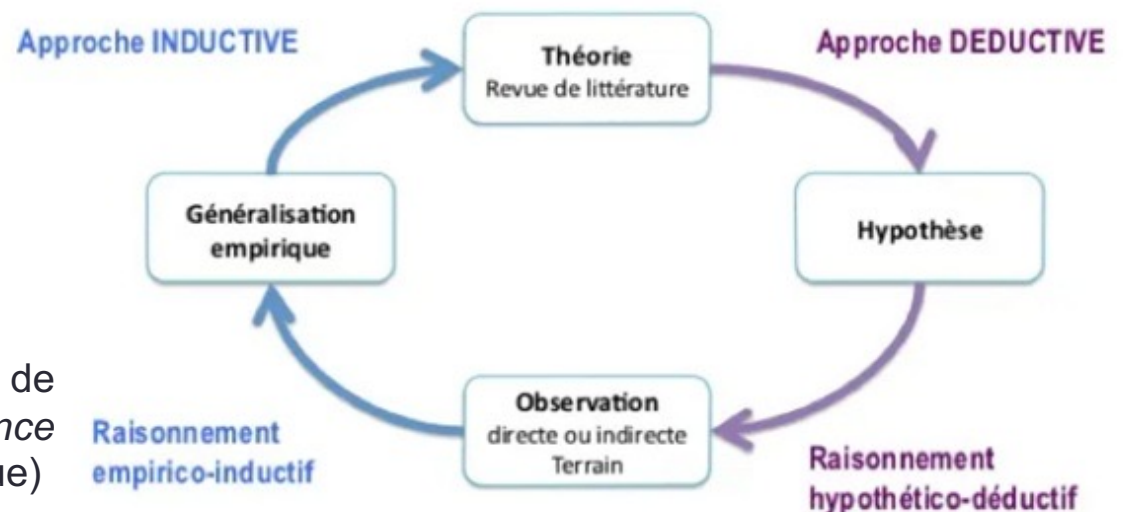 Approche INDUCTIVE
Approche DEDUCTIVE
Théorie
Revue de littérature
Généralisation
empirique
Hypothèse
Observation
directe ou indirecte
Terrain
de
nce
ue)
Raisonnement
empirico-inductif
Raisonnement
hypothético-déductif